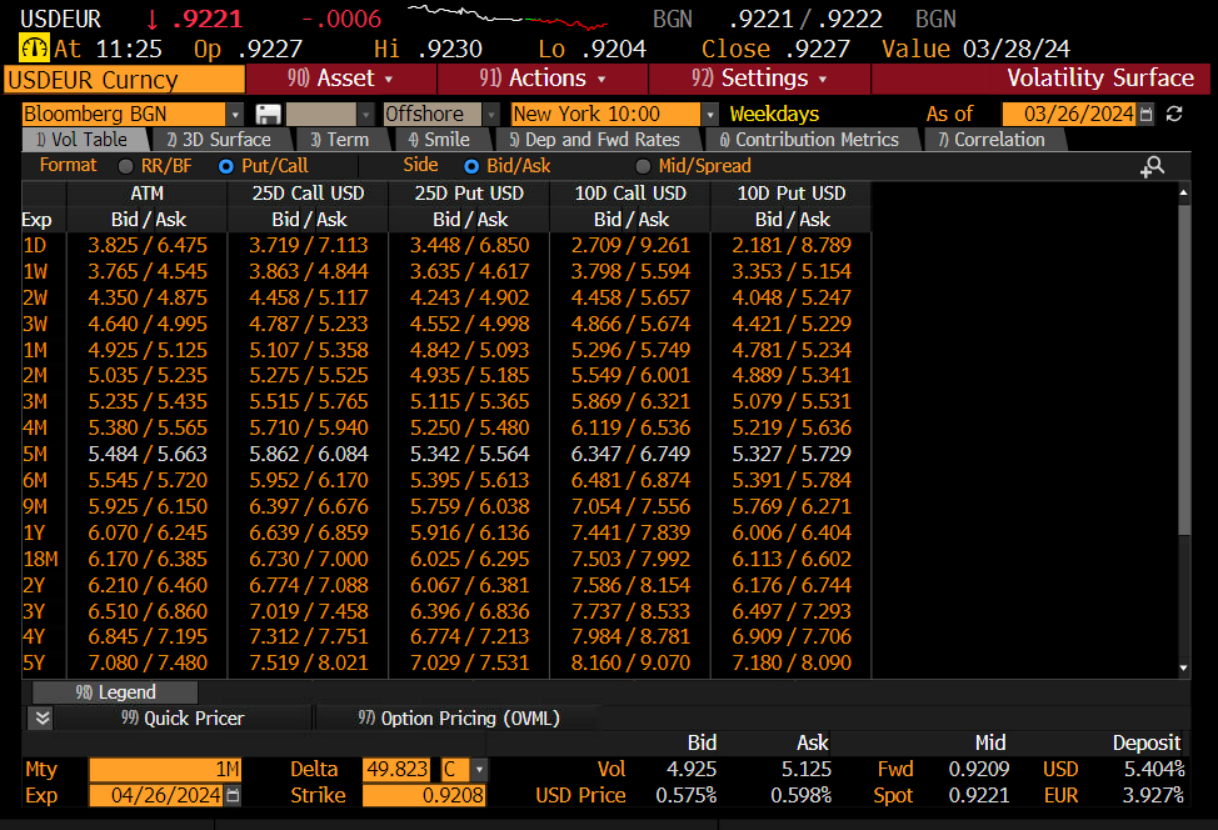 USDEUR ↓ .9221 -.0006 BGN .9221 / .9222 BGN
At 11:25 Op .9227 Hi .9230 Lo .9204 Close .9227 Value 03/28/24
USDEUR Curncy 90) Asset 91) Actions 92) Settings Volatility Surface
Bloomberg BGN Offshore New York 10:00 Weekdays As of 03/26/2024
1) Vol Table 2) 3D Surface 3) Term 4) Smile 5) Dep and Fwd Rates 6) Contribution Metrics 7) Correlation
Format RR/BF Put/Call Side Bid/Ask Mid/Spread
ATM 25D Call USD 25D Put USD 10D Call USD 10D Put USD
Exp Bid / Ask Bid / Ask Bid / Ask Bid / Ask Bid / Ask
1D 3.825 / 6.475 3.719 / 7.113 3.448 / 6.850 2.709 / 9.261 2.181 / 8.789
1W 3.765 / 4.545 3.863 / 4.844 3.635 / 4.617 3.798 / 5.594 3.353 / 5.154
2W 4.350 / 4.875 4.458 / 5.117 4.243 / 4.902 4.458 / 5.657 4.048 / 5.247
3W 4.640 / 4.995 4.787 / 5.233 4.552 / 4.998 4.866 / 5.674 4.421 / 5.229
1M 4.925 / 5.125 5.107 / 5.358 4.842 / 5.093 5.296 / 5.749 4.781 / 5.234
2M 5.035 / 5.235 5.275 / 5.525 4.935 / 5.185 5.549 / 6.001 4.889 / 5.341
3M 5.235 / 5.435 5.515 / 5.765 5.115 / 5.365 5.869 / 6.321 5.079 / 5.531
4M 5.380 / 5.565 5.710 / 5.940 5.250 / 5.480 6.119 / 6.536 5.219 / 5.636
5M 5.484 / 5.663 5.862 / 6.084 5.342 / 5.564 6.347 / 6.749 5.327 / 5.729
6M 5.545 / 5.720 5.952 / 6.170 5.395 / 5.613 6.481 / 6.874 5.391 / 5.784
9M 5.925 / 6.150 6.397 / 6.676 5.759 / 6.038 7.054 / 7.556 5.769 / 6.271
1Y 6.070 / 6.245 6.639 / 6.859 5.916 / 6.136 7.441 / 7.839 6.006 / 6.404
18M 6.170 / 6.385 6.730 / 7.000 6.025 / 6.295 7.503 / 7.992 6.113 / 6.602
2Y 6.210 / 6.460 6.774 / 7.088 6.067 / 6.381 7.586 / 8.154 6.176 / 6.744
3Y 6.510 / 6.860 7.019 / 7.458 6.396 / 6.836 7.737 / 8.533 6.497 / 7.293
4Y 6.845 / 7.195 7.312 / 7.751 6.774 / 7.213 7.984 / 8.781 6.909 / 7.706
5Y 7.080 / 7.480 7.519 / 8.021 7.029 / 7.531 8.160 / 9.070 7.180 / 8.090
98) Legend
99) Quick Pricer 97) Option Pricing (OVML)
Bid Ask Mid Deposit
Mty 1M Delta 49.823 C Vol 4.925 5.125 Fwd 0.9209 USD 5.404%
Exp 04/26/2024 Strike 0.9208 USD Price 0.575% 0.598% Spot 0.9221 EUR 3.927%